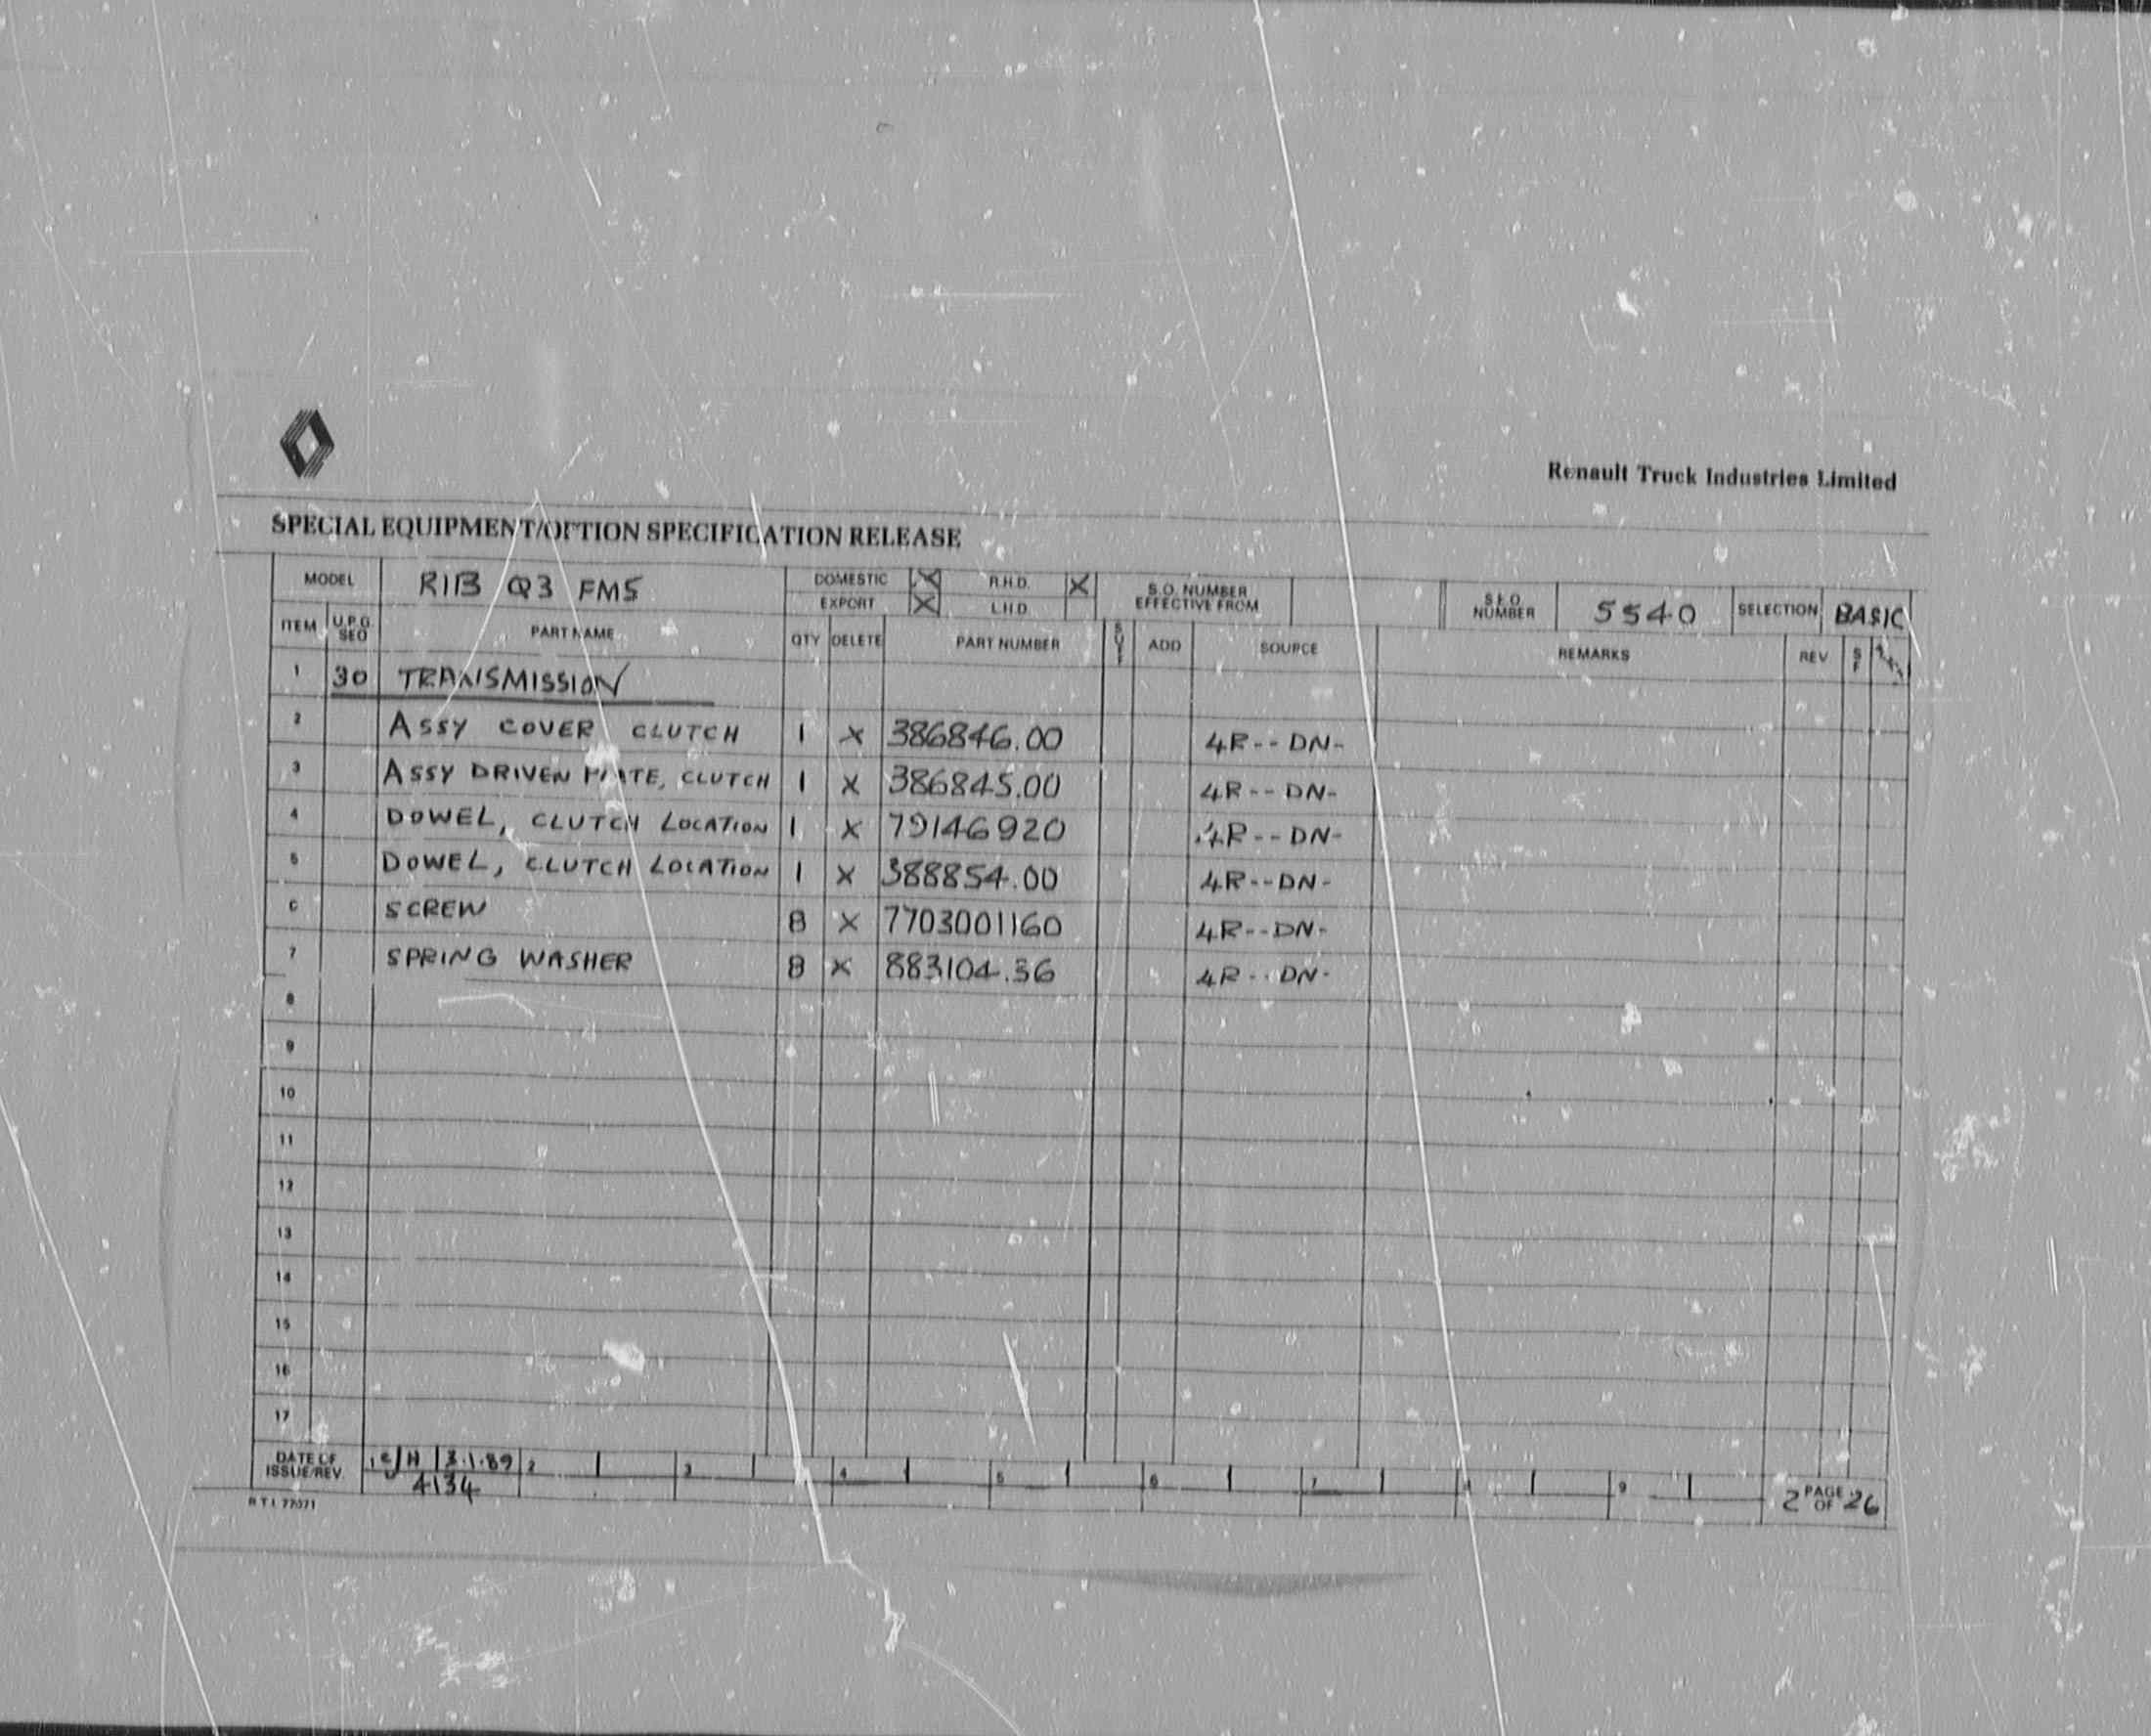 Renault Truck Industries Limited
SPECIAL EQUIPMENT/OPTION SPECIFICATION RELEASE
MODEL R11B Q3 FMS DOMESTIC X R.H.D. X S.O. NUMBER EFFECTIVE FROM S.E.O. NUMBER 5540 SELECTION BASIC
EXPORT X L.H.D.
ITEM U.P.G. SEQ PART NAME QTY DELETE PART NUMBER ADD SOURCE REMARKS REV S F
1 30 TRANSMISSION
2 ASSY COVER CLUTCH 1 X 386846.00 4R--DN-
3 ASSY DRIVEN PLATE, CLUTCH 1 X 386845.00 4R--DN-
4 DOWEL, CLUTCH LOCATION 1 X 79146920 4R--DN-
5 DOWEL, CLUTCH LOCATION 1 X 388854.00 4R--DN-
6 SCREW 8 X 7703001160 4R--DN-
7 SPRING WASHER 8 X 883104.36 4R--DN-
8
9
10
11
12
13
14
15
16
17
DATE OF ISSUE/REV. 1 3.1.89 2 3 4 5 6 7 9 2 PAGE OF 26
4134
R T I 77071